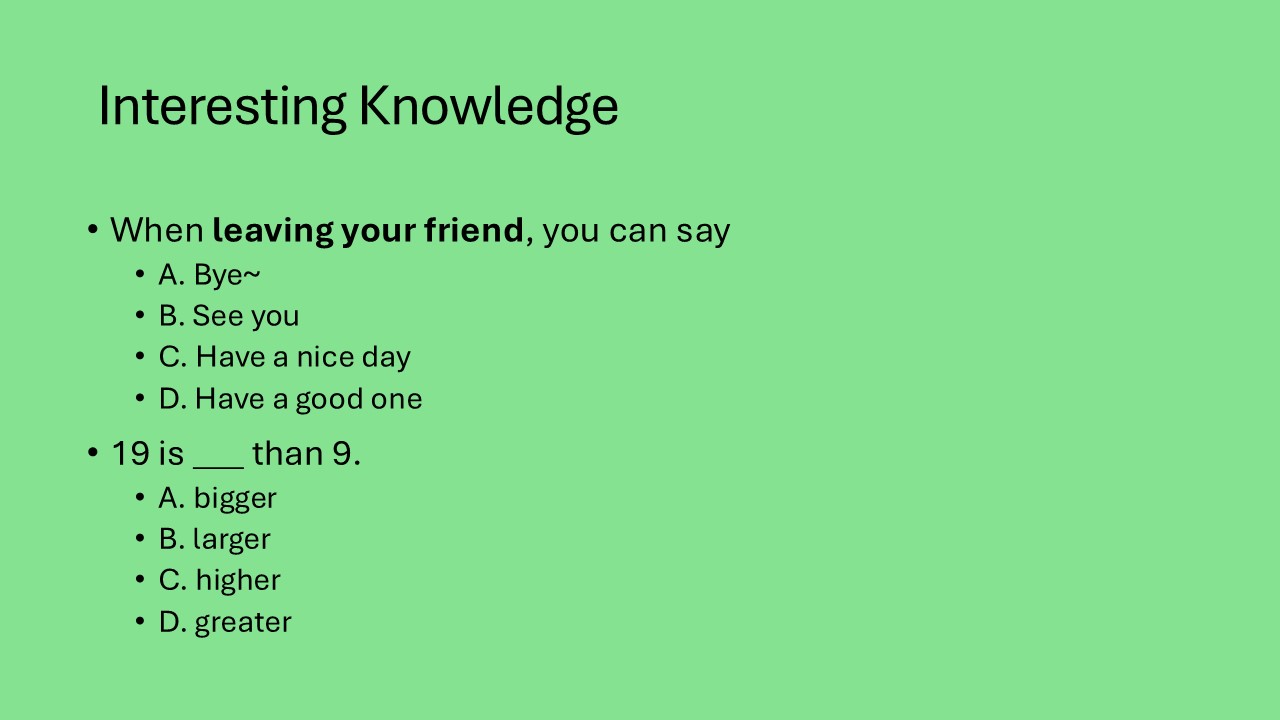 Interesting Knowledge
• When leaving your friend, you can say
• A. Bye~
• B. See you
• C. Have a nice day
• D. Have a good one
• 19 is ___ than 9.
• A. bigger
• B. larger
• C. higher
• D. greater